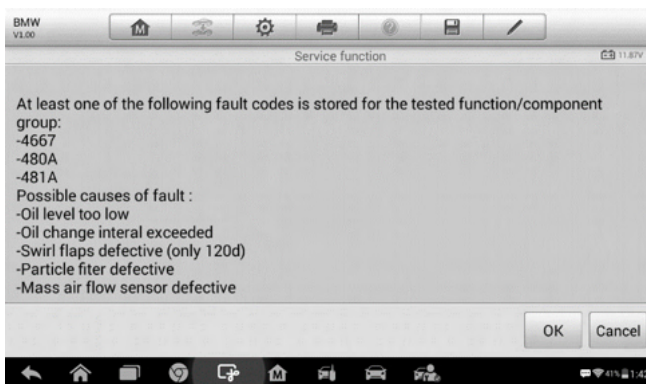 BMW
V1.00
Service function
11.87V
At least one of the following fault codes is stored for the tested function/component
group:
-4667
-480A
-481A
Possible causes of fault :
-Oil level too low
-Oil change interal exceeded
-Swirl flaps defective (only 120d)
-Particle fiter defective
-Mass air flow sensor defective
OK Cancel
41%